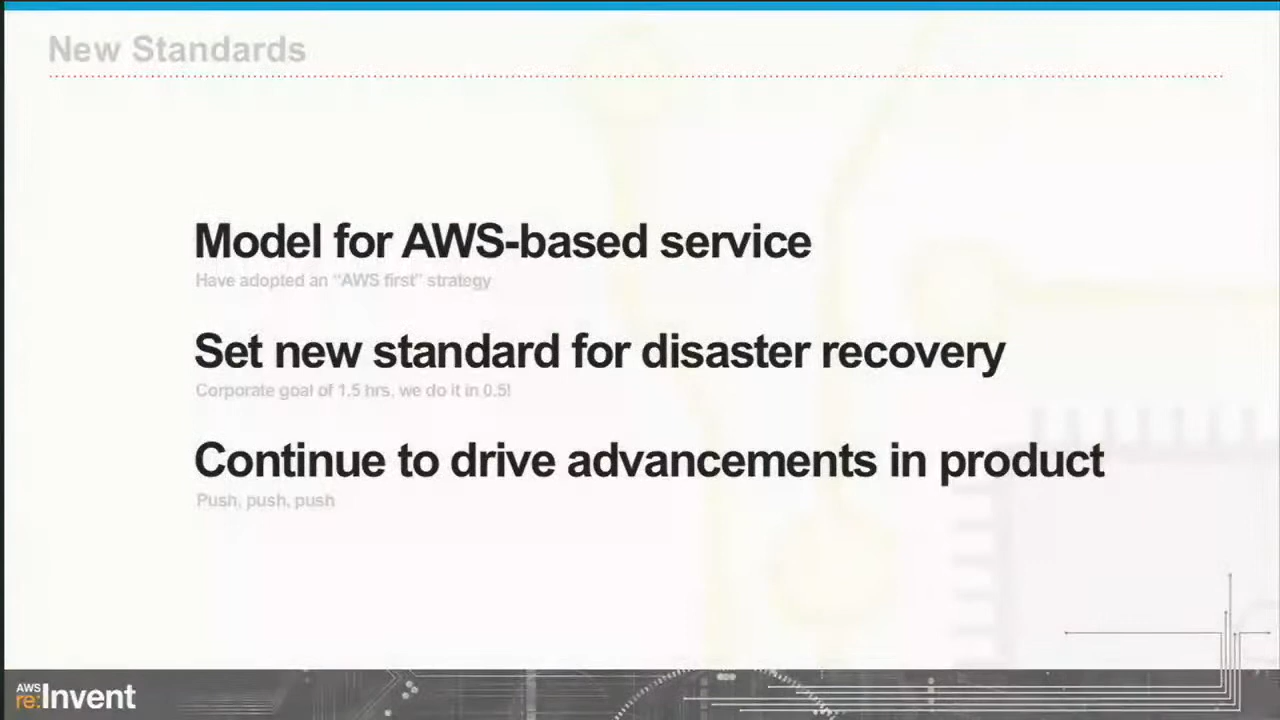 New Standards
Model for AWS-based service
Have adopted an “AWS first” strategy
Set new standard for disaster recovery
Corporate goal of 1.5 hrs, we do it in 0.5!
Continue to drive advancements in product
Push, push, push
AWS
re:Invent